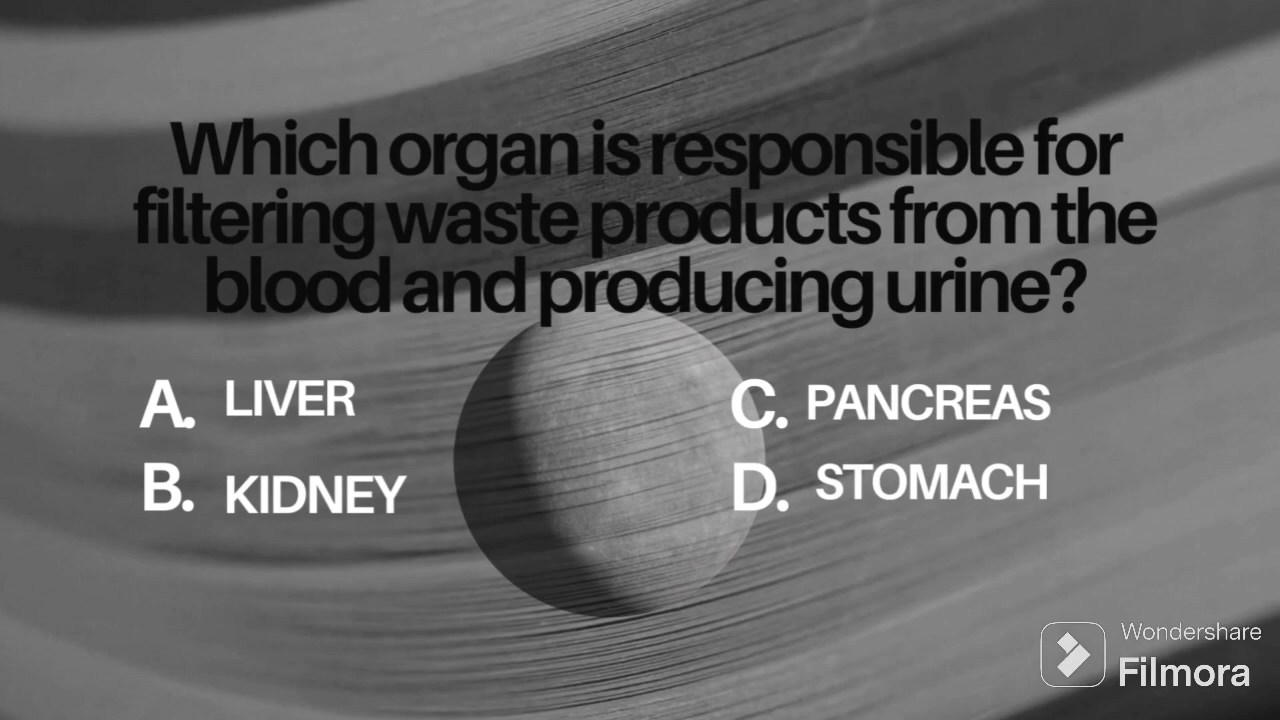 Which organ is responsible for
filtering waste products from the
blood and producing urine?
A. LIVER
B. KIDNEY
C. PANCREAS
D. STOMACH
Wondershare
Filmora